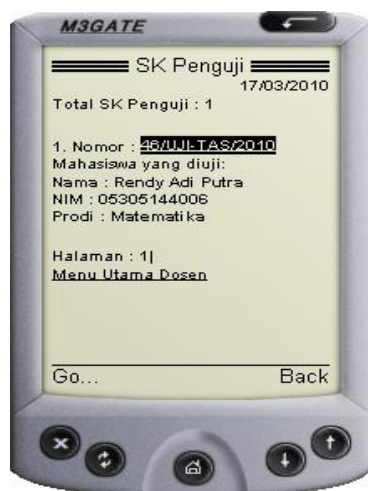 M3GATE
SK Penguji
17/03/2010
Total SK Penguji : 1
1. Nomor : 46/UJI-TAS/2010
Mahasiswa yang diuji:
Nama : Rendy Adi Putra
NIM : 05305144006
Prodi : Matematika
Halaman : 1|
Menu Utama Dosen
Go... Back